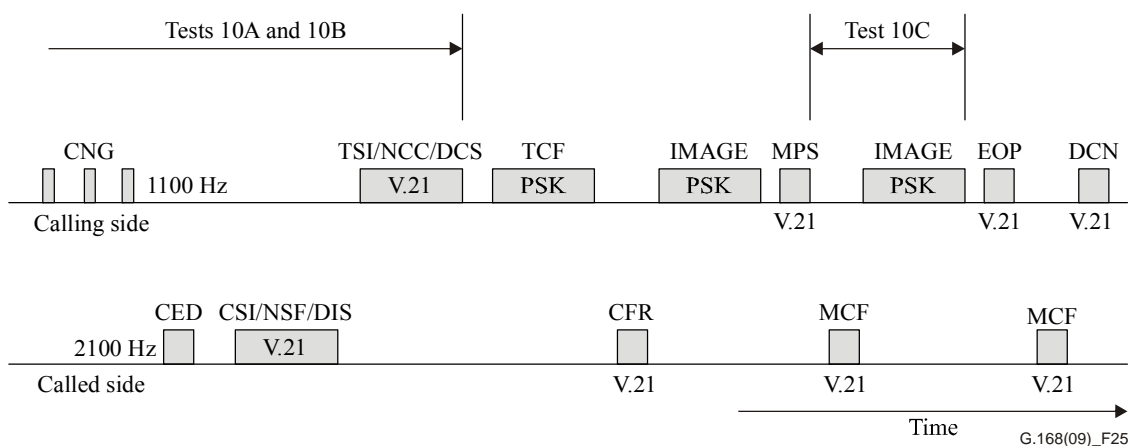 Tests 10A and 10B
Test 10C
CNG
TSI/NCC/DCS
TCF
IMAGE
MPS
IMAGE
EOP
DCN
1100 Hz
V.21
PSK
PSK
PSK
Calling side
V.21
V.21
V.21
CED
CSI/NSF/DIS
CFR
MCF
MCF
2100 Hz
V.21
Called side
V.21
V.21
V.21
Time
G.168(09)_F25